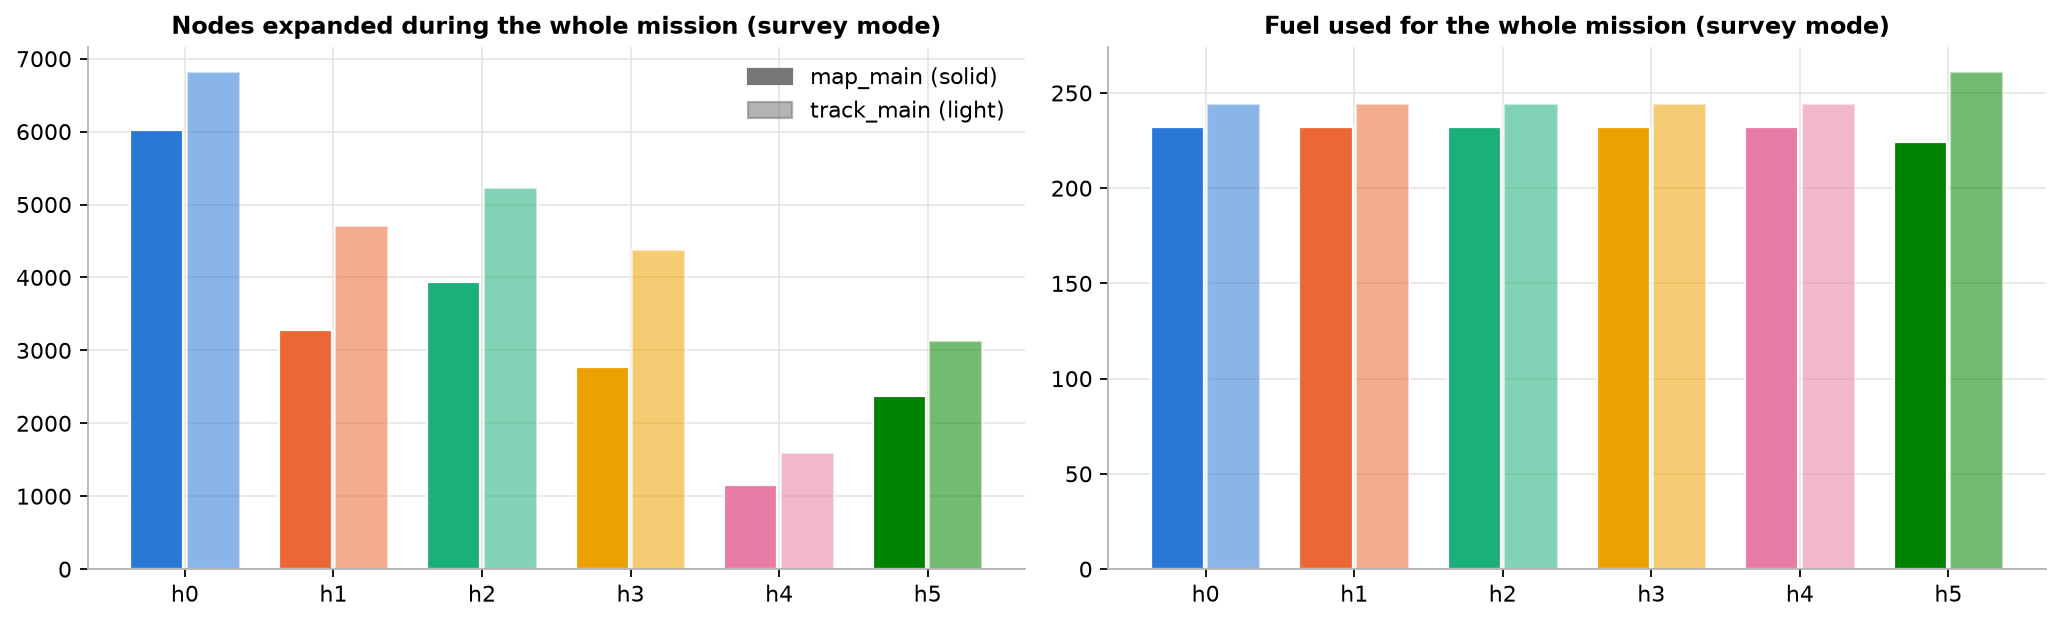 Nodes expanded during the whole mission (survey mode)
7000
6000
5000
4000
3000
2000
1000
0
map_main (solid)
track_main (light)
h0 h1 h2 h3 h4 h5
Fuel used for the whole mission (survey mode)
250
200
150
100
50
0
h0 h1 h2 h3 h4 h5